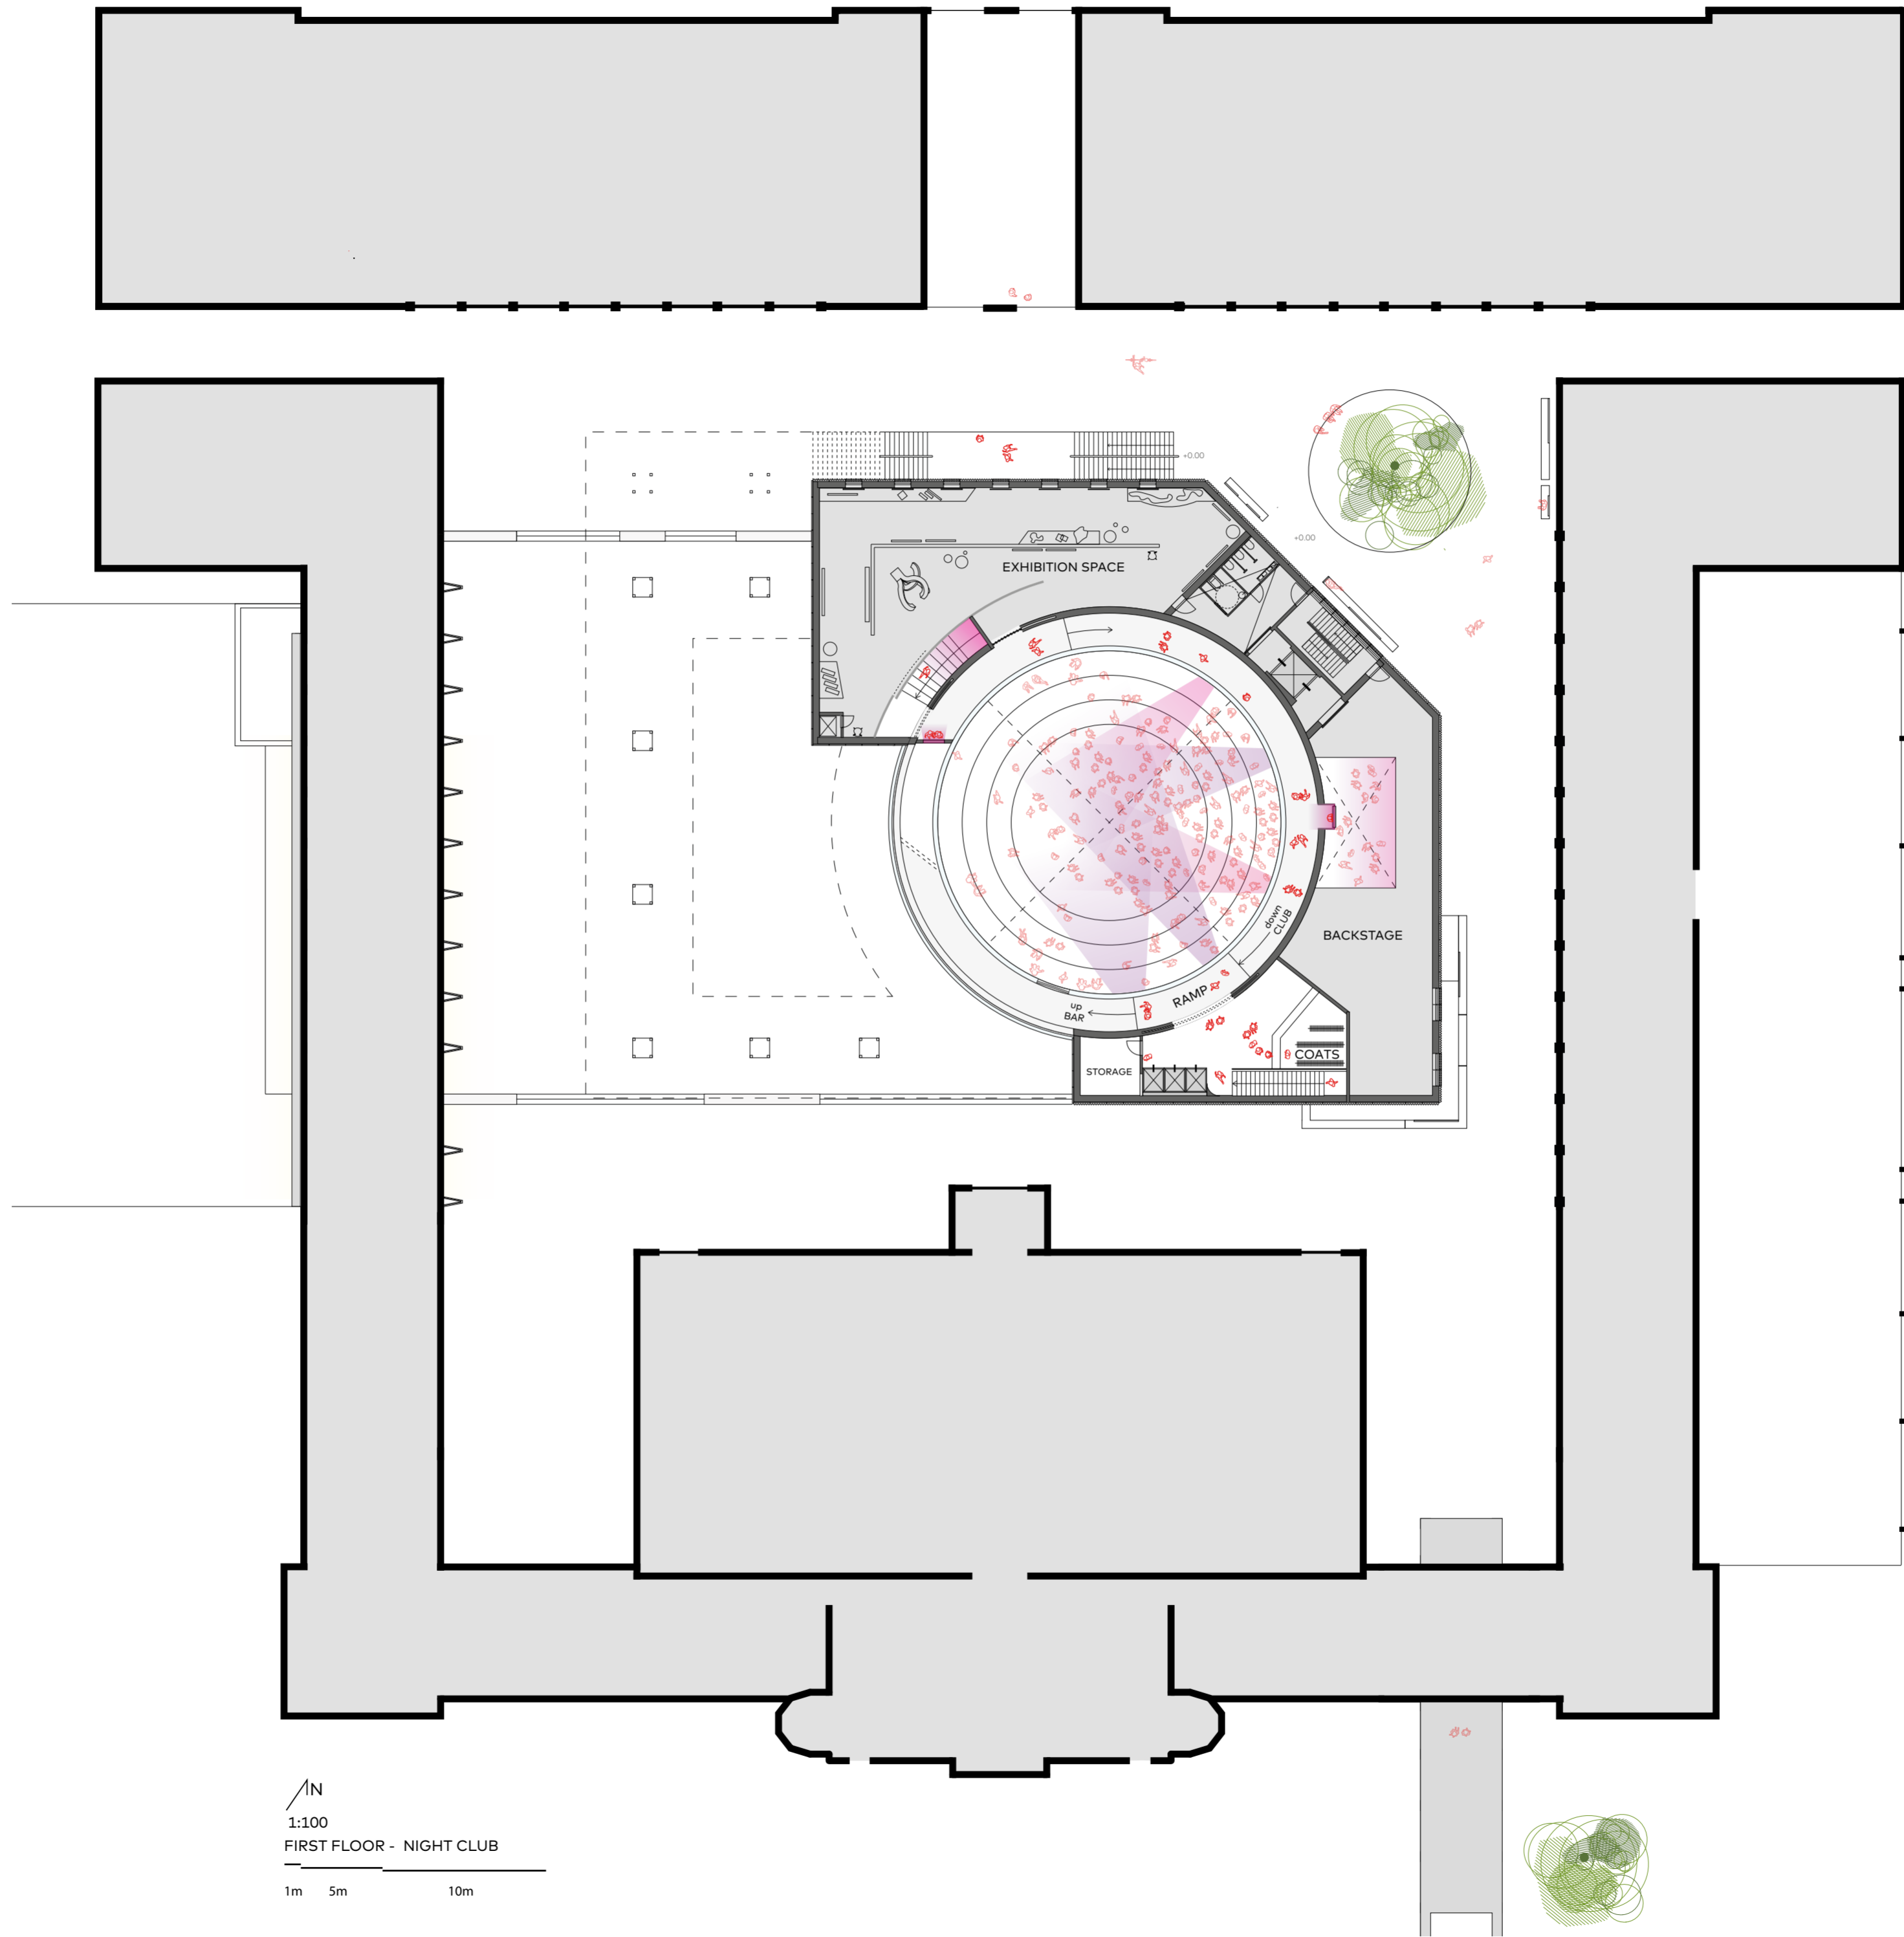 +0.00
+0.00
EXHIBITION SPACE
down
CLUB
BACKSTAGE
RAMP
up
BAR
COATS
STORAGE
N
1:100
FIRST FLOOR - NIGHT CLUB
1m 5m 10m